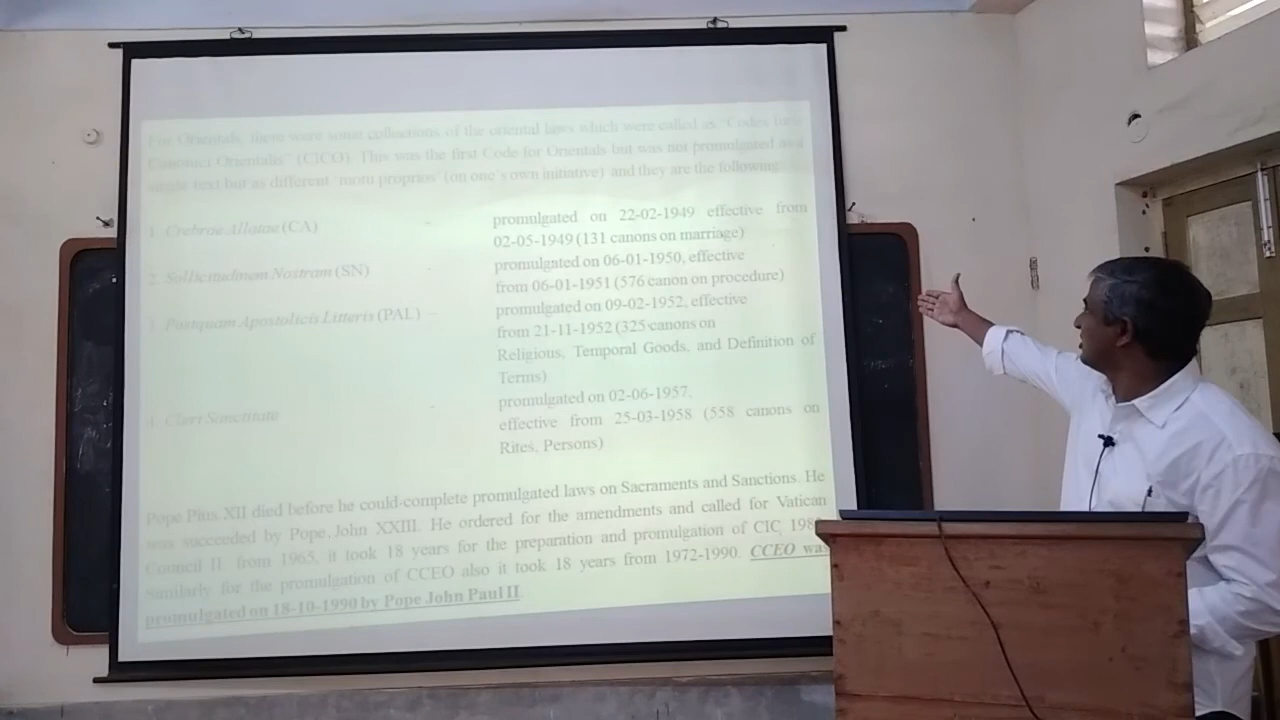 For Orientals, there were some collections of the oriental laws which were called as "Codex Iuris
Canonici Orientalis" (CICO). This was the first Code for Orientals but was not promulgated as a
single text but as different 'motu proprios' (on one's own initiative) and they are the following:
1. Crebrae Allatae (CA) - promulgated on 22-02-1949 effective from
02-05-1949 (131 canons on marriage)
2. Sollicitudinem Nostram (SN) - promulgated on 06-01-1950, effective
from 06-01-1951 (576 canon on procedure)
3. Postquam Apostolicis Litteris (PAL) - promulgated on 09-02-1952, effective
from 21-11-1952 (325 canons on
Religious, Temporal Goods, and Definition of
Terms)
4. Cleri Sanctitate - promulgated on 02-06-1957,
effective from 25-03-1958 (558 canons on
Rites, Persons)
Pope Pius XII died before he could complete promulgated laws on Sacraments and Sanctions. He
was succeeded by Pope John XXIII. He ordered for the amendments and called for Vatican
Council II. from 1965, it took 18 years for the preparation and promulgation of CIC
similarly for the promulgation of CCEO also it took 18 years from 1972-1990. CCEO was
promulgated on 18-10-1990 by Pope John Paul II